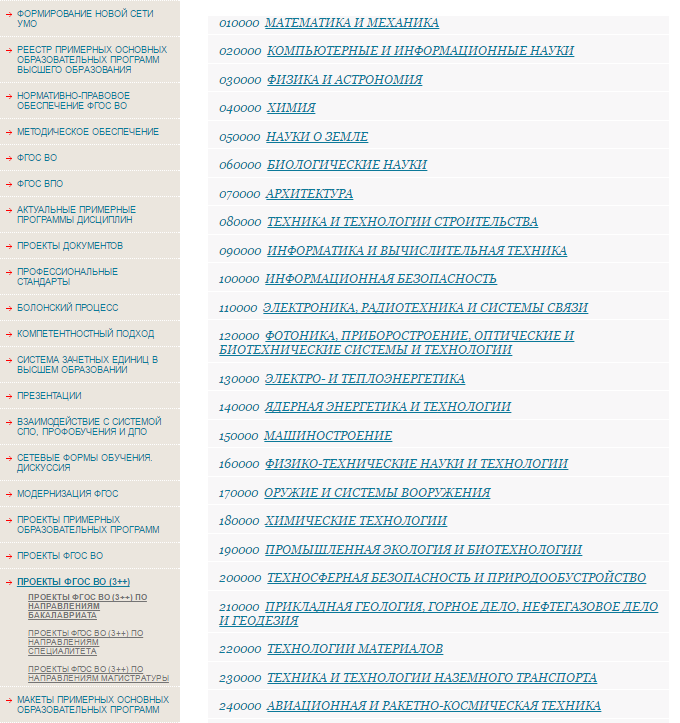 ФОРМИРОВАНИЕ НОВОЙ СЕТИ
УМО
РЕЕСТР ПРИМЕРНЫХ ОСНОВНЫХ
ОБРАЗОВАТЕЛЬНЫХ ПРОГРАММ
ВЫСШЕГО ОБРАЗОВАНИЯ
НОРМАТИВНО-ПРАВОВОЕ
ОБЕСПЕЧЕНИЕ ФГОС ВО
МЕТОДИЧЕСКОЕ ОБЕСПЕЧЕНИЕ
ФГОС ВО
ФГОС ВПО
АКТУАЛЬНЫЕ ПРИМЕРНЫЕ
ПРОГРАММЫ ДИСЦИПЛИН
ПРОЕКТЫ ДОКУМЕНТОВ
ПРОФЕССИОНАЛЬНЫЕ
СТАНДАРТЫ
БОЛОНСКИЙ ПРОЦЕСС
КОМПЕТЕНТНОСТНЫЙ ПОДХОД
СИСТЕМА ЗАЧЕТНЫХ ЕДИНИЦ В
ВЫСШЕМ ОБРАЗОВАНИИ
ПРЕЗЕНТАЦИИ
ВЗАИМОДЕЙСТВИЕ С СИСТЕМОЙ
СПО, ПРОФОБУЧЕНИЯ И ДПО
СЕТЕВЫЕ ФОРМЫ ОБУЧЕНИЯ.
ДИСКУССИЯ
МОДЕРНИЗАЦИЯ ФГОС
ПРОЕКТЫ ПРИМЕРНЫХ
ОБРАЗОВАТЕЛЬНЫХ ПРОГРАММ
ПРОЕКТЫ ФГОС ВО
ПРОЕКТЫ ФГОС ВО (3++)
ПРОЕКТЫ ФГОС ВО (3++) ПО
НАПРАВЛЕНИЯМ
БАКАЛАВРИАТА
ПРОЕКТЫ ФГОС ВО (3++) ПО
НАПРАВЛЕНИЯМ
СПЕЦИАЛИТЕТА
ПРОЕКТЫ ФГОС ВО (3++) ПО
НАПРАВЛЕНИЯМ МАГИСТРАТУРЫ
МАКЕТЫ ПРИМЕРНЫХ ОСНОВНЫХ
ОБРАЗОВАТЕЛЬНЫХ ПРОГРАММ
010000 МАТЕМАТИКА И МЕХАНИКА
020000 КОМПЬЮТЕРНЫЕ И ИНФОРМАЦИОННЫЕ НАУКИ
030000 ФИЗИКА И АСТРОНОМИЯ
040000 ХИМИЯ
050000 НАУКИ О ЗЕМЛЕ
060000 БИОЛОГИЧЕСКИЕ НАУКИ
070000 АРХИТЕКТУРА
080000 ТЕХНИКА И ТЕХНОЛОГИИ СТРОИТЕЛЬСТВА
090000 ИНФОРМАТИКА И ВЫЧИСЛИТЕЛЬНАЯ ТЕХНИКА
100000 ИНФОРМАЦИОННАЯ БЕЗОПАСНОСТЬ
110000 ЭЛЕКТРОНИКА, РАДИОТЕХНИКА И СИСТЕМЫ СВЯЗИ
120000 ФОТОНИКА, ПРИБОРОСТРОЕНИЕ, ОПТИЧЕСКИЕ И
БИОТЕХНИЧЕСКИЕ СИСТЕМЫ И ТЕХНОЛОГИИ
130000 ЭЛЕКТРО- И ТЕПЛОЭНЕРГЕТИКА
140000 ЯДЕРНАЯ ЭНЕРГЕТИКА И ТЕХНОЛОГИИ
150000 МАШИНОСТРОЕНИЕ
160000 ФИЗИКО-ТЕХНИЧЕСКИЕ НАУКИ И ТЕХНОЛОГИИ
170000 ОРУЖИЕ И СИСТЕМЫ ВООРУЖЕНИЯ
180000 ХИМИЧЕСКИЕ ТЕХНОЛОГИИ
190000 ПРОМЫШЛЕННАЯ ЭКОЛОГИЯ И БИОТЕХНОЛОГИИ
200000 ТЕХНОСФЕРНАЯ БЕЗОПАСНОСТЬ И ПРИРОДООБУСТРОЙСТВО
210000 ПРИКЛАДНАЯ ГЕОЛОГИЯ, ГОРНОЕ ДЕЛО, НЕФТЕГАЗОВОЕ ДЕЛО
И ГЕОДЕЗИЯ
220000 ТЕХНОЛОГИИ МАТЕРИАЛОВ
230000 ТЕХНИКА И ТЕХНОЛОГИИ НАЗЕМНОГО ТРАНСПОРТА
240000 АВИАЦИОННАЯ И РАКЕТНО-КОСМИЧЕСКАЯ ТЕХНИКА